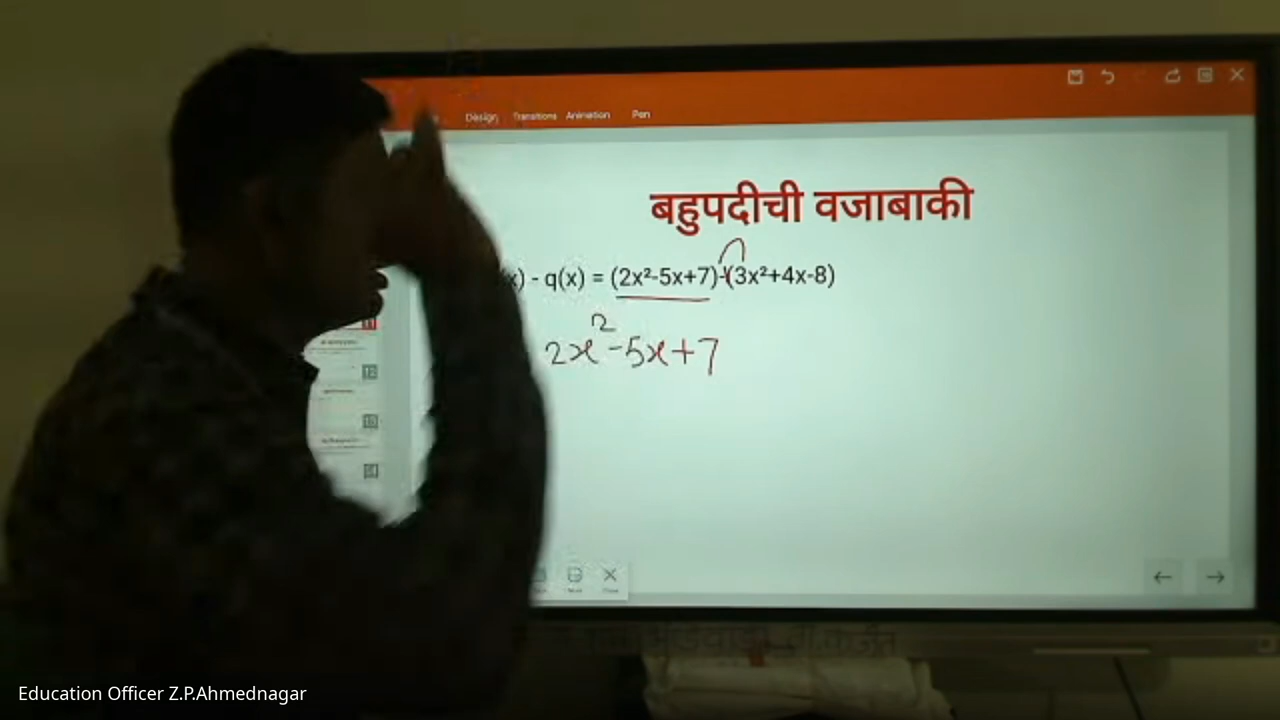 Design Transitions Animation Pen
बहुपदीची वजाबाकी
x) - q(x) = (2x²-5x+7)-(3x²+4x-8)
2x²-5x+7
Education Officer Z.P.Ahmednagar